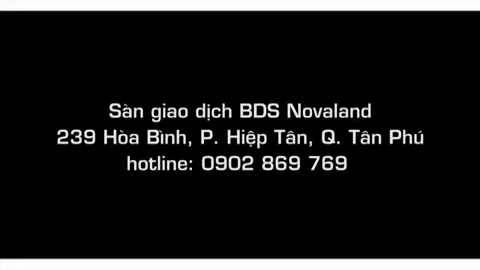 Sàn giao dịch BDS Novaland
239 Hòa Bình, P. Hiệp Tân, Q. Tân Phú
hotline: 0902 869 769